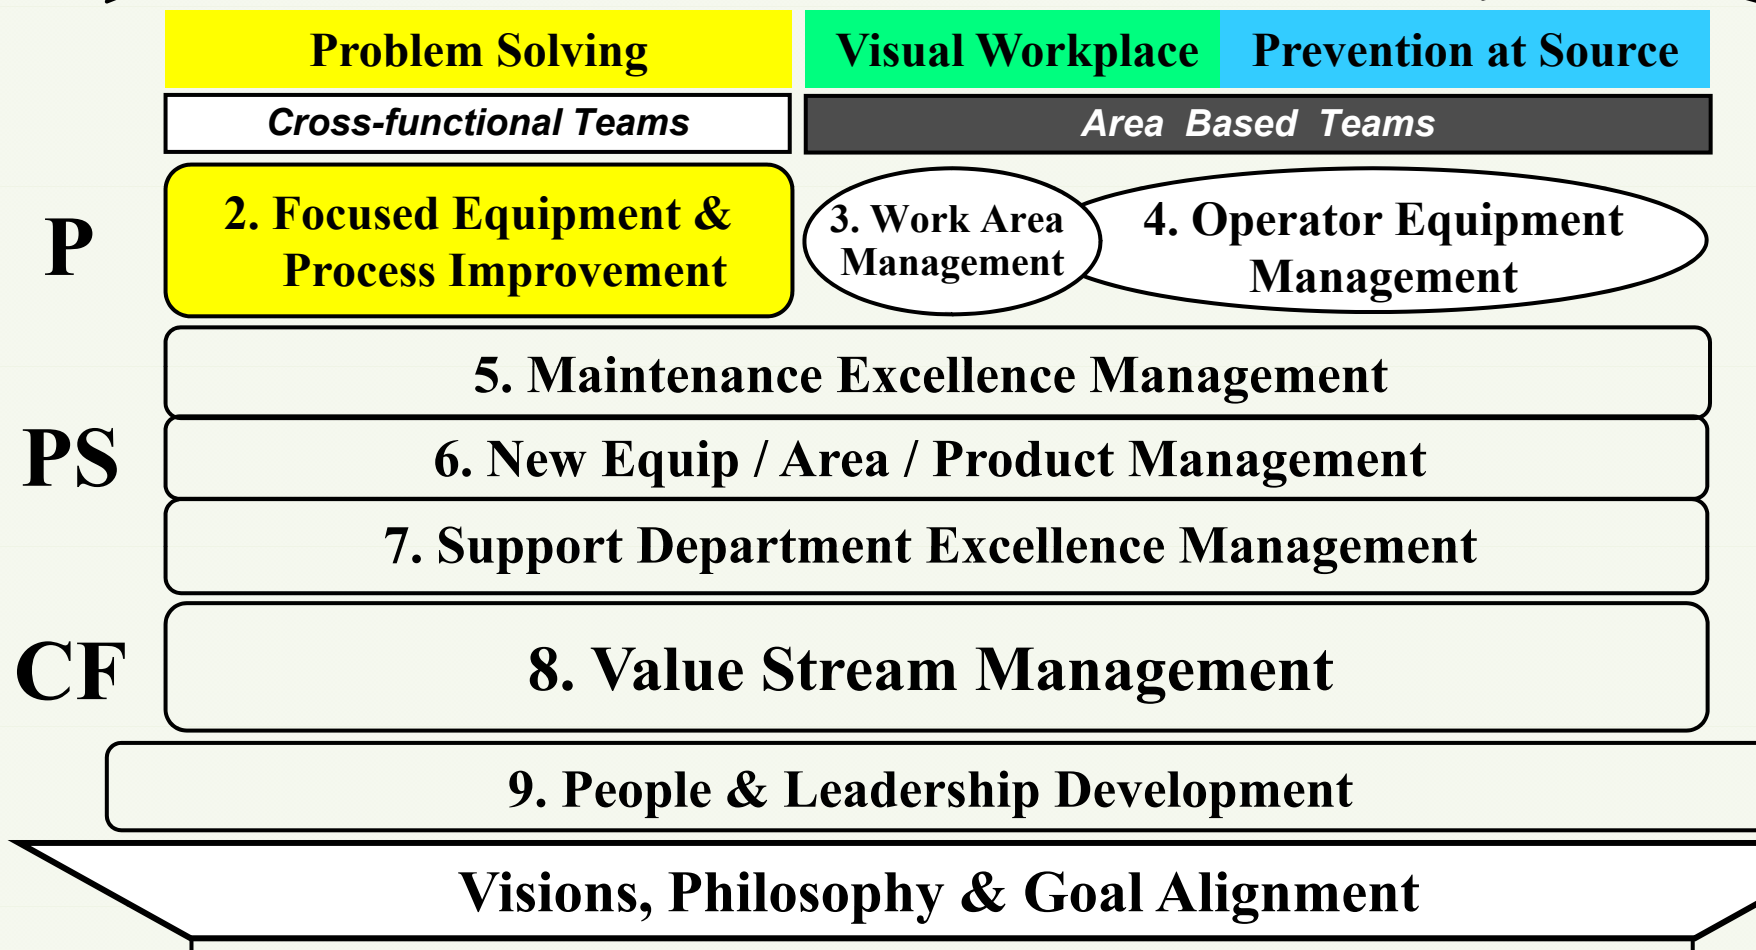 Problem Solving
Visual Workplace
Prevention at Source
Cross-functional Teams
Area Based Teams
P
2. Focused Equipment &
Process Improvement
3. Work Area
Management
4. Operator Equipment
Management
5. Maintenance Excellence Management
PS
6. New Equip / Area / Product Management
7. Support Department Excellence Management
CF
8. Value Stream Management
9. People & Leadership Development
Visions, Philosophy & Goal Alignment